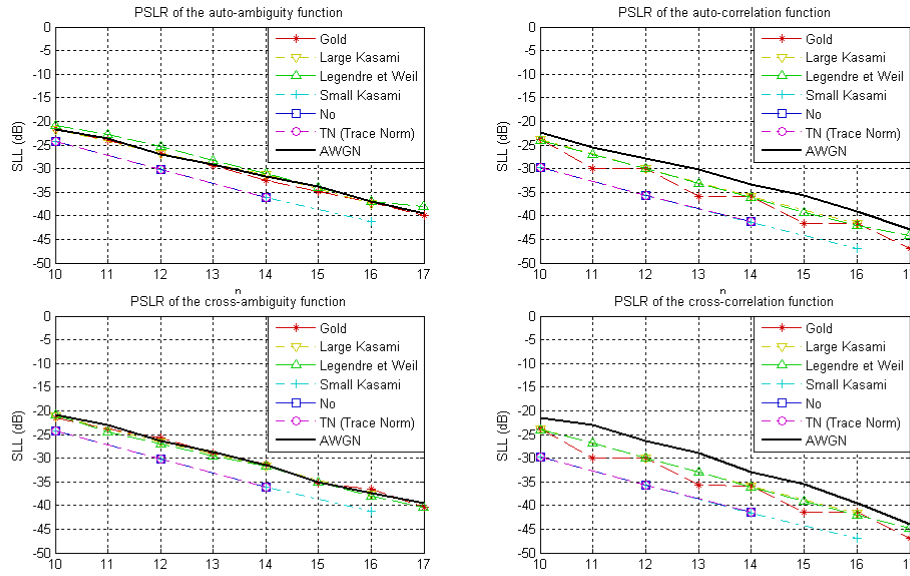 PSLR of the auto-ambiguity function
0
-5
-10
-15
-20
-25
-30
-35
-40
-45
-50
SLL (dB)
Gold
Large Kasami
Legendre et Weil
Small Kasami
No
TN (Trace Norm)
AWGN
10 11 12 13 14 15 16 17
n
PSLR of the auto-correlation function
0
-5
-10
-15
-20
-25
-30
-35
-40
-45
-50
SLL (dB)
Gold
Large Kasami
Legendre et Weil
Small Kasami
No
TN (Trace Norm)
AWGN
10 11 12 13 14 15 16 1
n
PSLR of the cross-ambiguity function
0
-5
-10
-15
-20
-25
-30
-35
-40
-45
-50
SLL (dB)
Gold
Large Kasami
Legendre et Weil
Small Kasami
No
TN (Trace Norm)
AWGN
10 11 12 13 14 15 16 17
PSLR of the cross-correlation function
0
-5
-10
-15
-20
-25
-30
-35
-40
-45
-50
SLL (dB)
Gold
Large Kasami
Legendre et Weil
Small Kasami
No
TN (Trace Norm)
AWGN
10 11 12 13 14 15 16 1